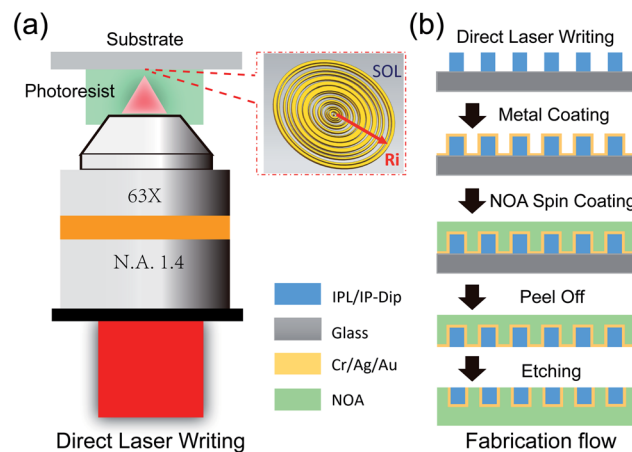 (a)
Substrate
Photoresist
SOL
Ri
63X
N.A. 1.4
IPL/IP-Dip
Glass
Cr/Ag/Au
NOA
Direct Laser Writing
(b)
Direct Laser Writing
Metal Coating
NOA Spin Coating
Peel Off
Etching
Fabrication flow